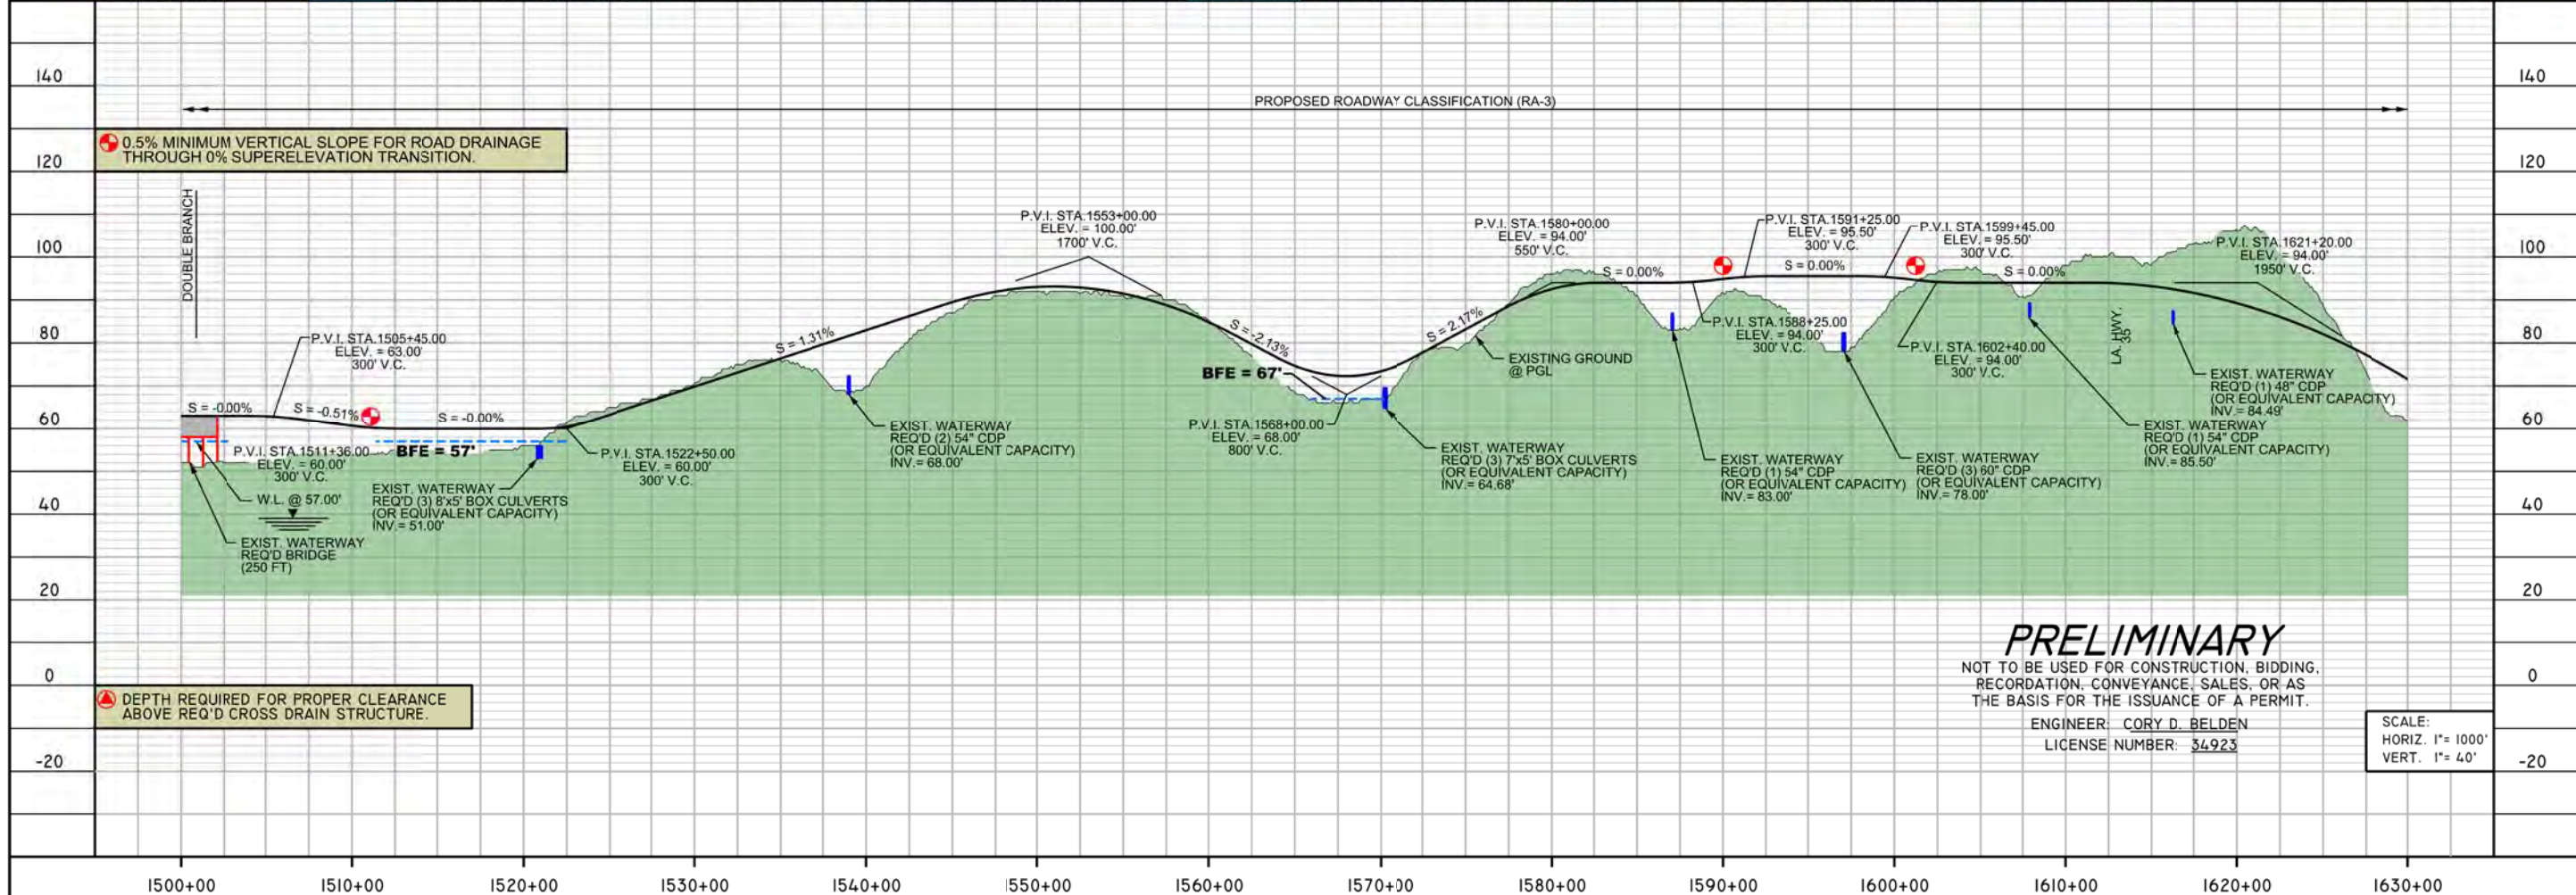 140
140
PROPOSED ROADWAY CLASSIFICATION (RA-3)
0.5% MINIMUM VERTICAL SLOPE FOR ROAD DRAINAGE
THROUGH 0% SUPERELEVATION TRANSITION.
120
120
DOUBLE BRANCH
P.V.I. STA.1553+00.00
ELEV. = 100.00'
1700' V.C.
P.V.I. STA.1580+00.00
ELEV. = 94.00'
550' V.C.
P.V.I. STA.1591+25.00
ELEV. = 95.50'
300' V.C.
P.V.I. STA.1599+45.00
ELEV. = 95.50'
300' V.C.
P.V.I. STA.1621+20.00
ELEV. = 94.00'
1950' V.C.
100
100
S = 0.00%
S = 0.00%
S = 0.00%
80
80
P.V.I. STA.1505+45.00
ELEV. = 63.00'
300' V.C.
S = 1.31%
S = -2.13%
S = 2.17%
P.V.I. STA.1588+25.00
ELEV. = 94.00'
300' V.C.
P.V.I. STA.1602+40.00
ELEV. = 94.00'
300' V.C.
LA. HWY.
35
EXISTING GROUND
@ PGL
BFE = 67'
EXIST. WATERWAY
REQ'D (1) 48" CDP
(OR EQUIVALENT CAPACITY)
INV.= 84.49'
60
60
S = -0.00%
S = -0.51%
S = -0.00%
P.V.I. STA.1511+36.00
ELEV. = 60.00'
300' V.C.
BFE = 57'
P.V.I. STA.1522+50.00
ELEV. = 60.00'
300' V.C.
EXIST. WATERWAY
REQ'D (2) 54" CDP
(OR EQUIVALENT CAPACITY)
INV.= 68.00'
P.V.I. STA.1568+00.00
ELEV. = 68.00'
800' V.C.
EXIST. WATERWAY
REQ'D (3) 7'x5' BOX CULVERTS
(OR EQUIVALENT CAPACITY)
INV.= 64.68'
EXIST. WATERWAY
REQ'D (1) 54" CDP
(OR EQUIVALENT CAPACITY)
INV.= 83.00'
EXIST. WATERWAY
REQ'D (3) 60" CDP
(OR EQUIVALENT CAPACITY)
INV.= 78.00'
EXIST. WATERWAY
REQ'D (1) 54" CDP
(OR EQUIVALENT CAPACITY)
INV.= 85.50'
W.L. @ 57.00'
EXIST. WATERWAY
REQ'D (3) 8'x5' BOX CULVERTS
(OR EQUIVALENT CAPACITY)
INV.= 51.00'
40
40
EXIST. WATERWAY
REQ'D BRIDGE
(250 FT)
20
20
PRELIMINARY
NOT TO BE USED FOR CONSTRUCTION, BIDDING,
RECORDATION, CONVEYANCE, SALES, OR AS
THE BASIS FOR THE ISSUANCE OF A PERMIT.
ENGINEER: CORY D. BELDEN
LICENSE NUMBER: 34923
0
0
DEPTH REQUIRED FOR PROPER CLEARANCE
ABOVE REQ'D CROSS DRAIN STRUCTURE.
SCALE:
HORIZ. 1"= 1000'
VERT. 1"= 40'
-20
-20
1500+00
1510+00
1520+00
1530+00
1540+00
1550+00
1560+00
1570+00
1580+00
1590+00
1600+00
1610+00
1620+00
1630+00